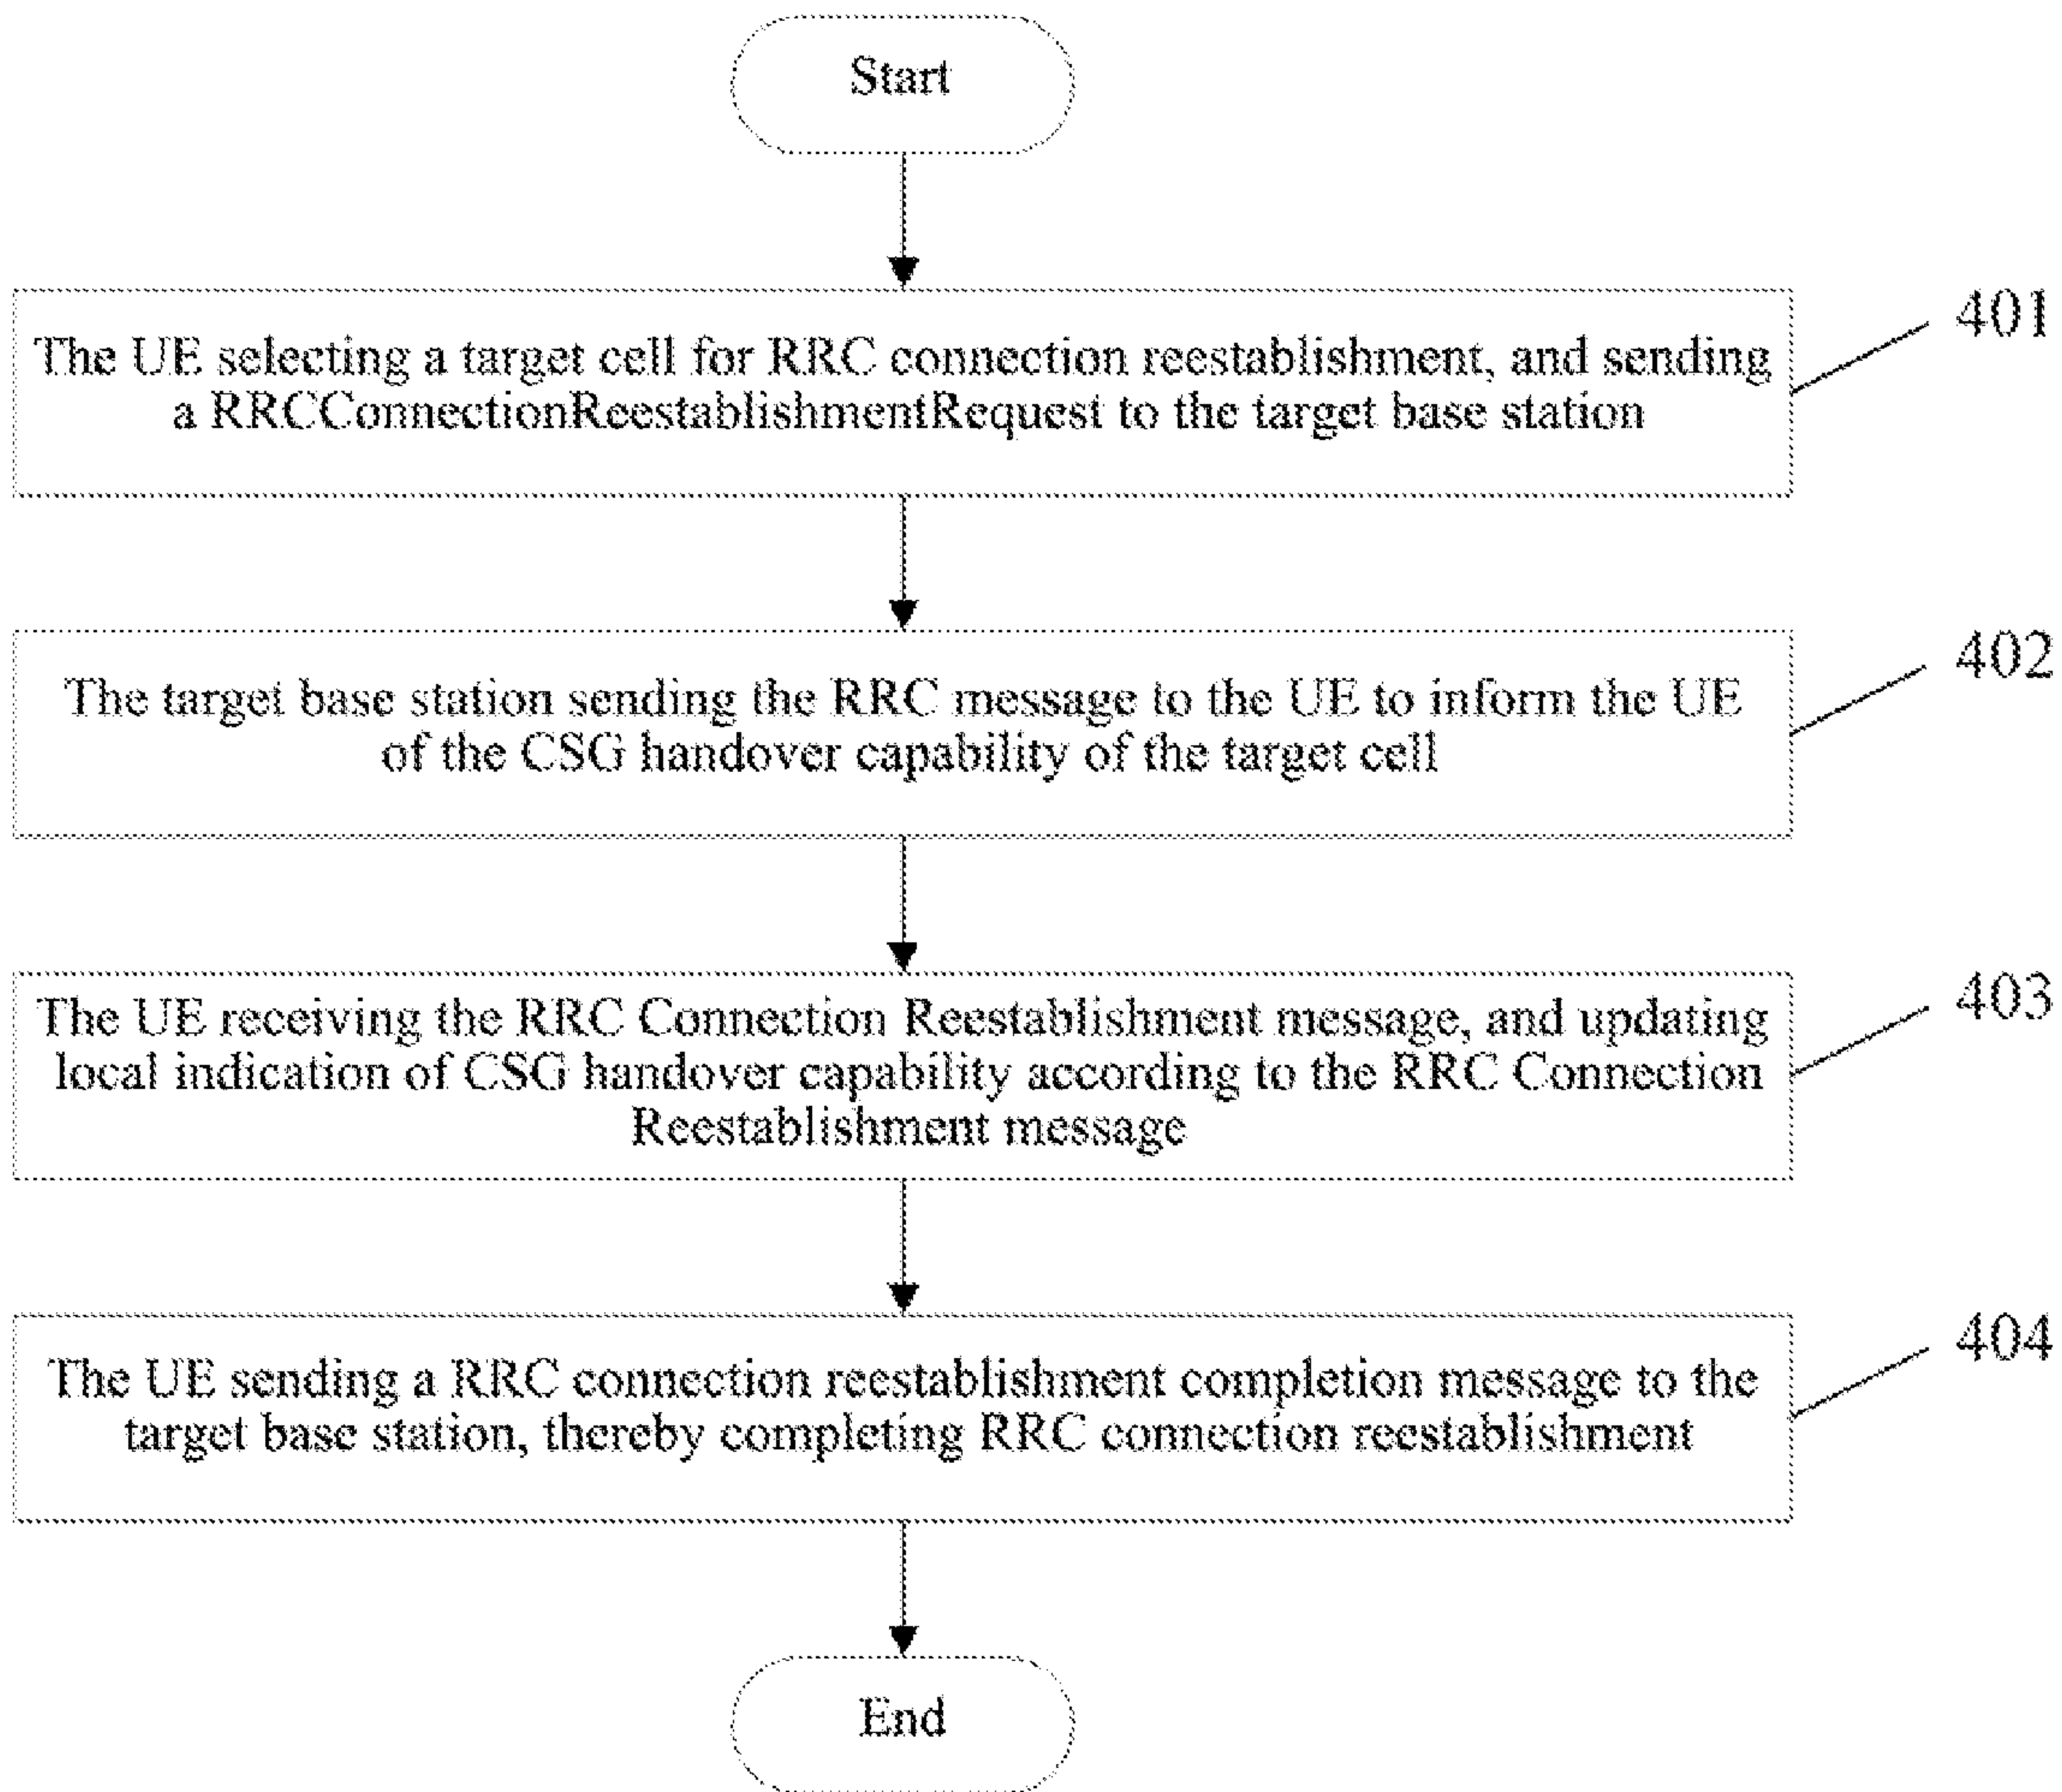 Start
The UE selecting a target cell for RRC connection reestablishment, and sending
a RRCConnectionReestablishmentRequest to the target base station
401
The target base station sending the RRC message to the UE to inform the UE
of the CSG handover capability of the target cell
402
The UE receiving the RRC Connection Reestablishment message, and updating
local indication of CSG handover capability according to the RRC Connection
Reestablishment message
403
The UE sending a RRC connection reestablishment completion message to the
target base station, thereby completing RRC connection reestablishment
404
End